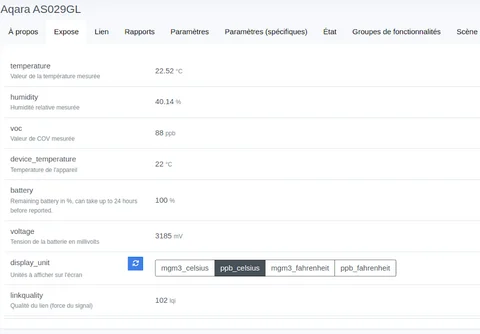 Aqara AS029GL
À propos Expose Lien Rapports Paramètres Paramètres (spécifiques) État Groupes de fonctionnalités Scène
temperature
Valeur de la température mesurée
22.52 °C
humidity
Humidité relative mesurée
40.14 %
voc
Valeur de COV mesurée
88 ppb
device_temperature
Température de l'appareil
22 °C
battery
Remaining battery in %, can take up to 24 hours
before reported.
100 %
voltage
Tension de la batterie en millivolts
3185 mV
display_unit
Unités à afficher sur l'écran
mgm3_celsius ppb_celsius mgm3_fahrenheit ppb_fahrenheit
linkquality
Qualité du lien (force du signal)
102 lqi